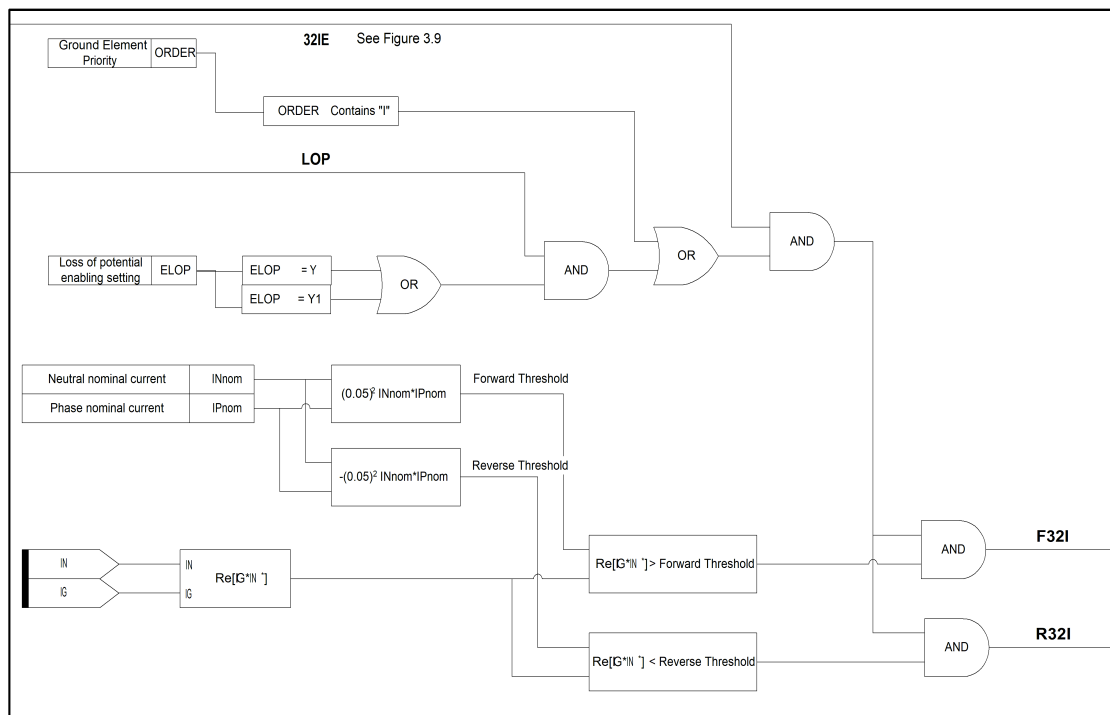 32IE See Figure 3.9
Ground Element
Priority
ORDER
ORDER Contains "I"
LOP
AND
OR
AND
Loss of potential
enabling setting
ELOP
ELOP = Y
ELOP = Y1
OR
Neutral nominal current INnom
Phase nominal current IPnom
(0.05)² INnom*IPnom
Forward Threshold
-(0.05)² INnom*IPnom
Reverse Threshold
IN
IG
IN
IG
Re[IG*IN*]
Re[IG*IN*] > Forward Threshold
AND
F32I
Re[IG*IN*] < Reverse Threshold
AND
R32I